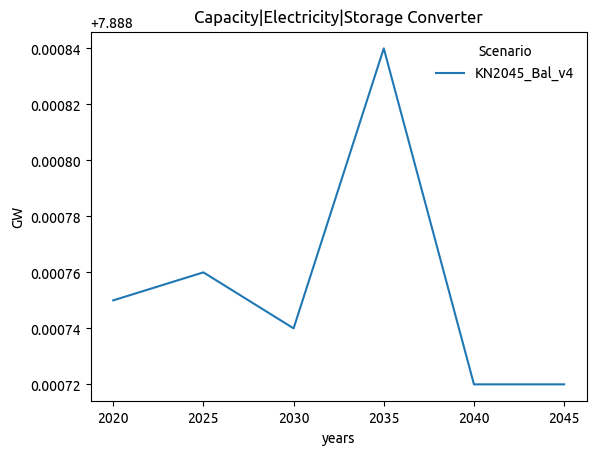 Capacity|Electricity|Storage Converter
+7.888
0.00084
0.00082
0.00080
0.00078
0.00076
0.00074
0.00072
GW
Scenario
KN2045_Bal_v4
2020 2025 2030 2035 2040 2045
years